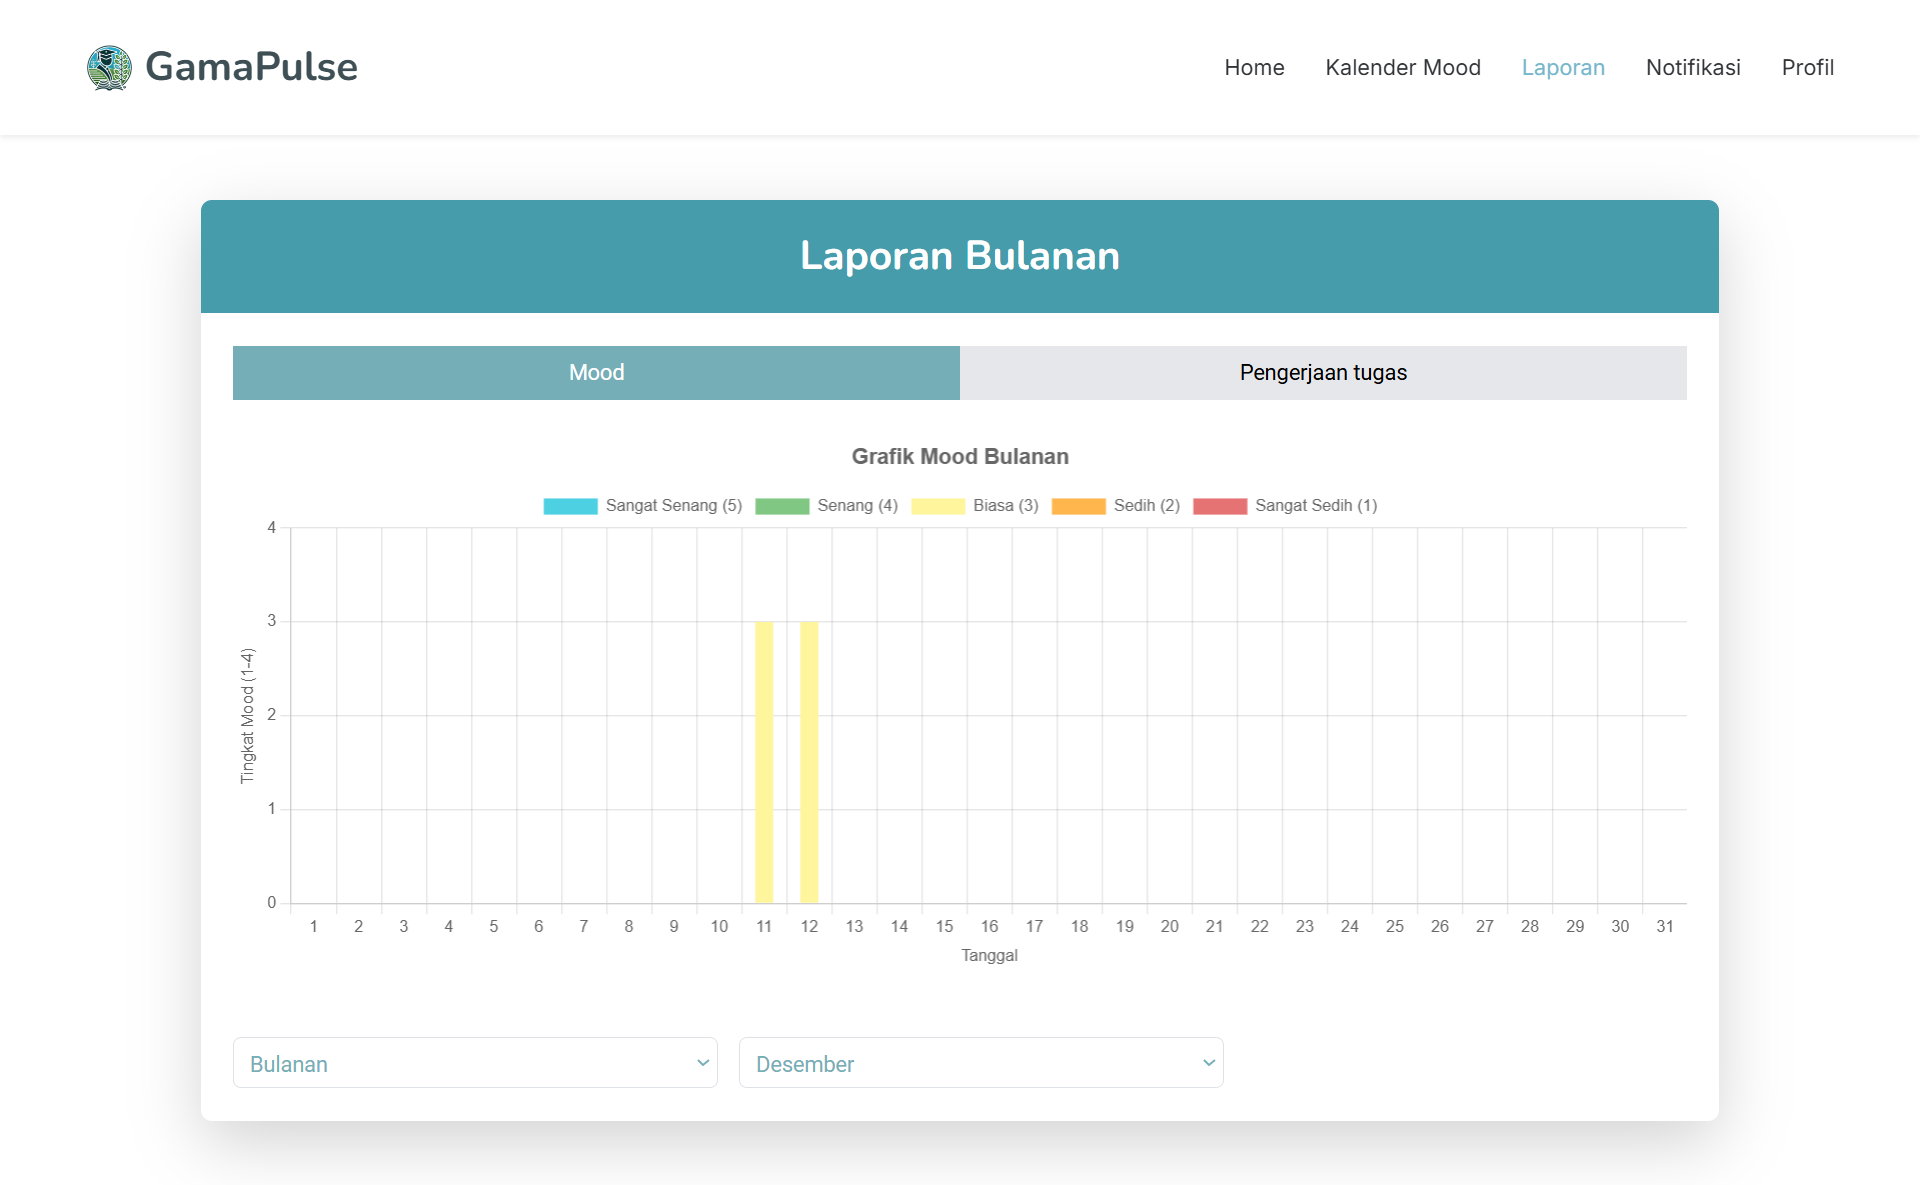 GamaPulse
Home Kalender Mood Laporan Notifikasi Profil
Laporan Bulanan
Mood Pengerjaan tugas
Grafik Mood Bulanan
Sangat Senang (5) Senang (4) Biasa (3) Sedih (2) Sangat Sedih (1)
Tingkat Mood (1-4)
4
3
2
1
0
1 2 3 4 5 6 7 8 9 10 11 12 13 14 15 16 17 18 19 20 21 22 23 24 25 26 27 28 29 30 31
Tanggal
Bulanan Desember